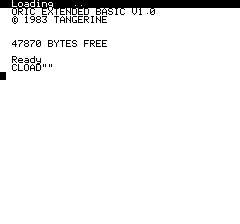 Loading ..
ORIC EXTENDED BASIC V1.0
© 1983 TANGERINE
47870 BYTES FREE
Ready
CLOAD""